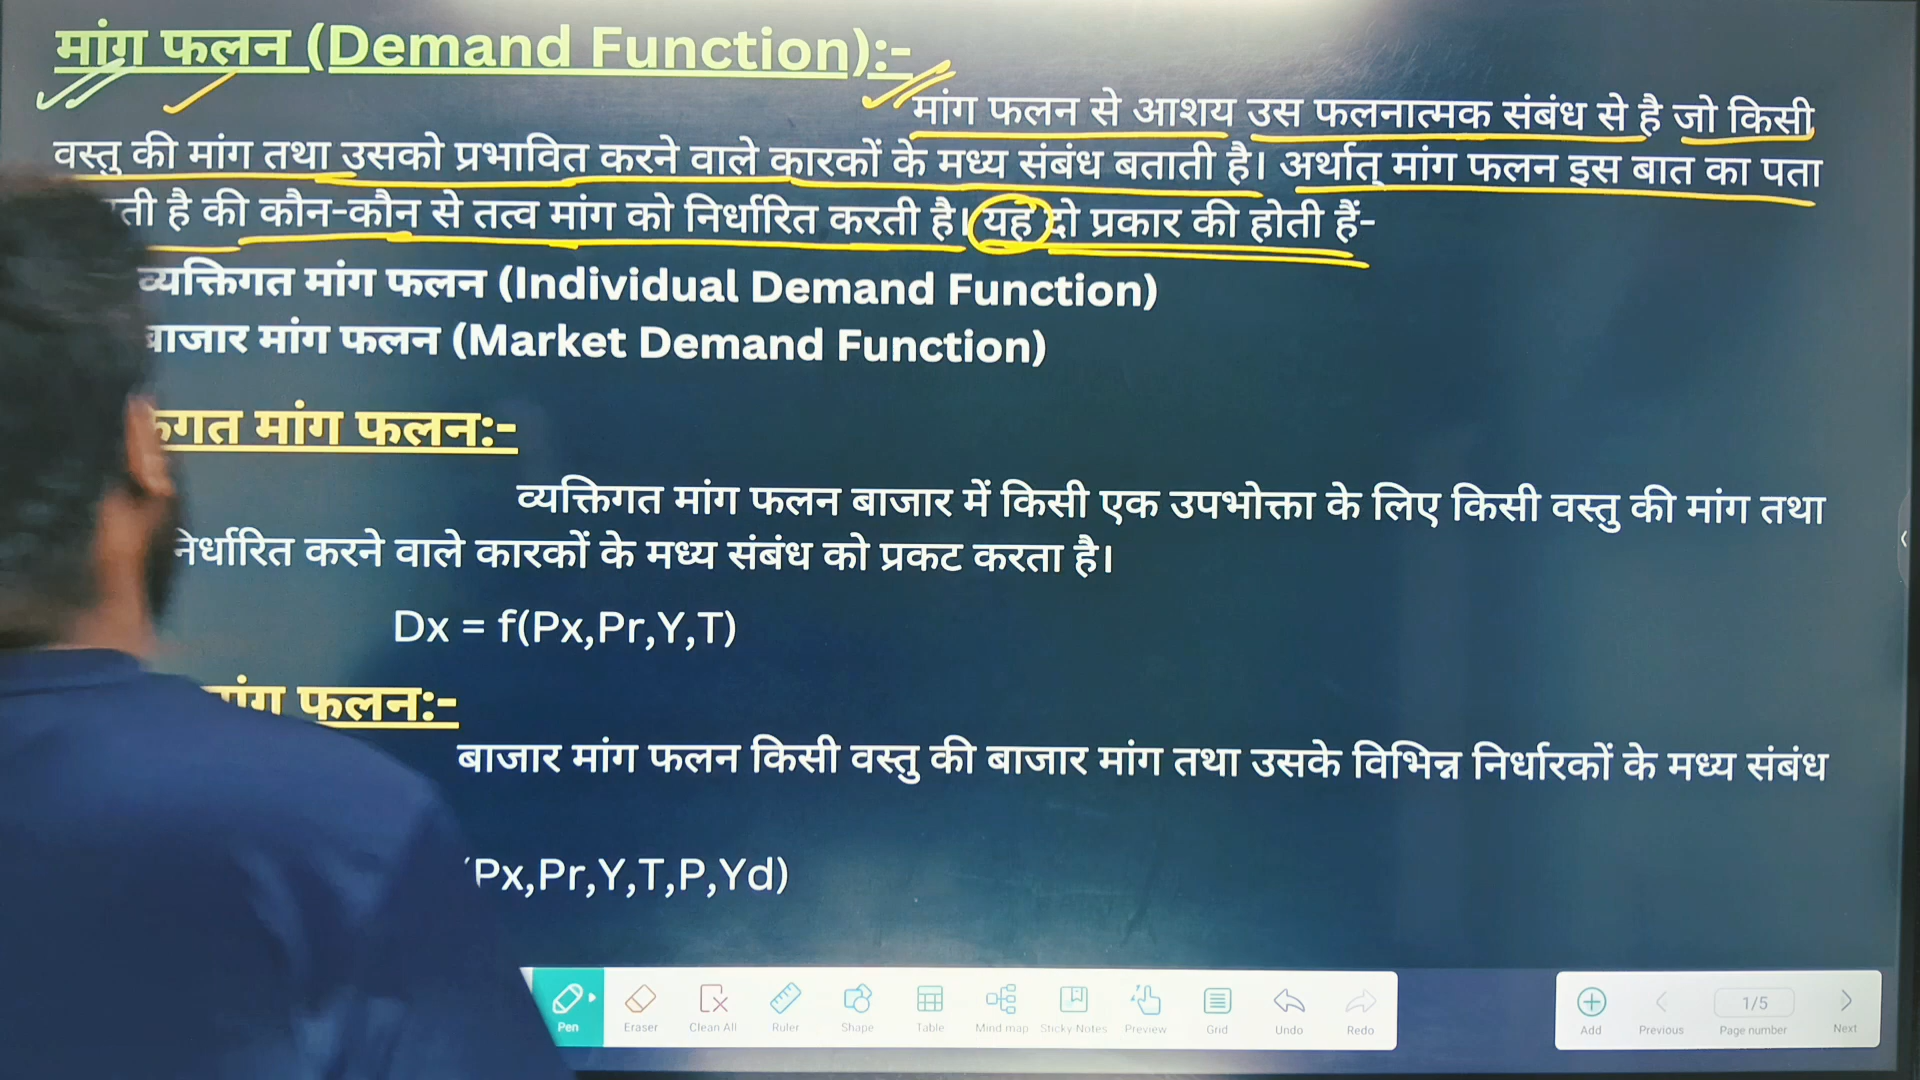 मांग फलन (Demand Function):-
मांग फलन से आशय उस फलनात्मक संबंध से है जो किसी
वस्तु की मांग तथा उसको प्रभावित करने वाले कारकों के मध्य संबंध बताती है। अर्थात् मांग फलन इस बात का पता
है की कौन-कौन से तत्व मांग को निर्धारित करती है। यह दो प्रकार की होती हैं-
व्यक्तिगत मांग फलन (Individual Demand Function)
बाजार मांग फलन (Market Demand Function)
मांग फलन:-
व्यक्तिगत मांग फलन बाजार में किसी एक उपभोक्ता के लिए किसी वस्तु की मांग तथा
निर्धारित करने वाले कारकों के मध्य संबंध को प्रकट करता है।
Dx = f(Px,Pr,Y,T)
मांग फलन:-
बाजार मांग फलन किसी वस्तु की बाजार मांग तथा उसके विभिन्न निर्धारकों के मध्य संबंध
Px,Pr,Y,T,P,Yd)
Pen Eraser Clean All Ruler Shape Table Mind map Sticky Notes Preview Grid Undo Redo
1/5
Add Previous Page number Next